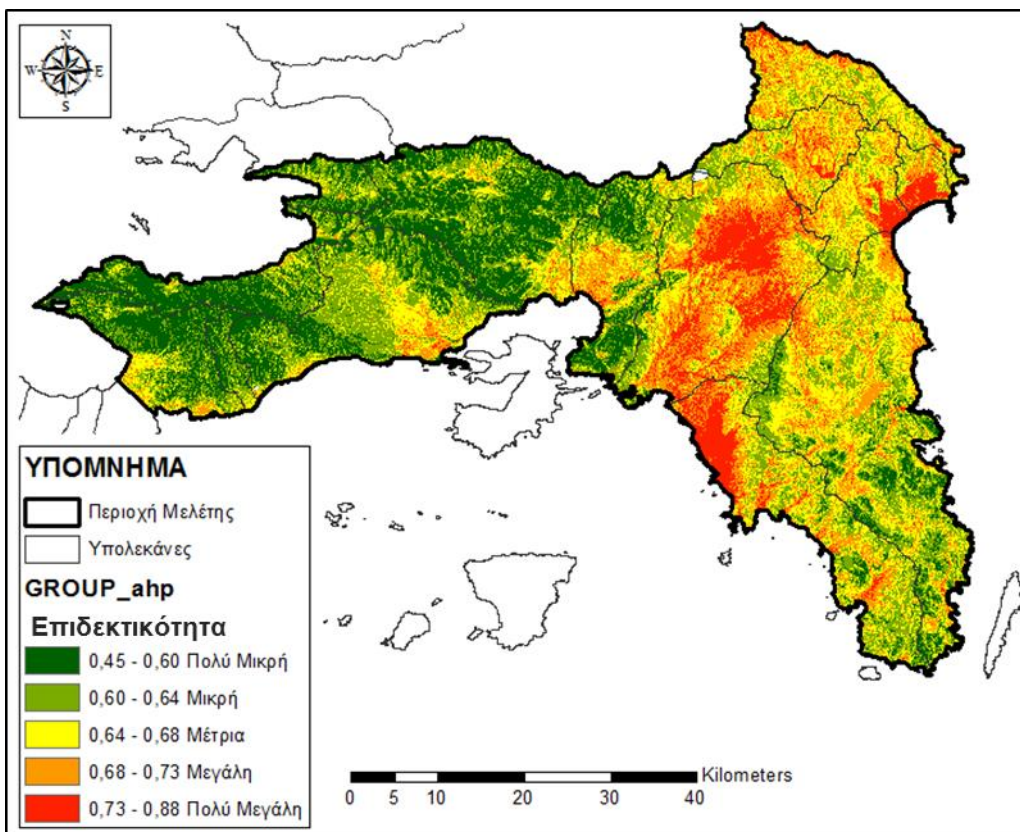 N
W E
S
ΥΠΟΜΝΗΜΑ
Περιοχή Μελέτης
Υπολεκάνες
GROUP_ahp
Επιδεκτικότητα
0,45 - 0,60 Πολύ Μικρή
0,60 - 0,64 Μικρή
0,64 - 0,68 Μέτρια
0,68 - 0,73 Μεγάλη
0,73 - 0,88 Πολύ Μεγάλη
Kilometers
0 5 10 20 30 40